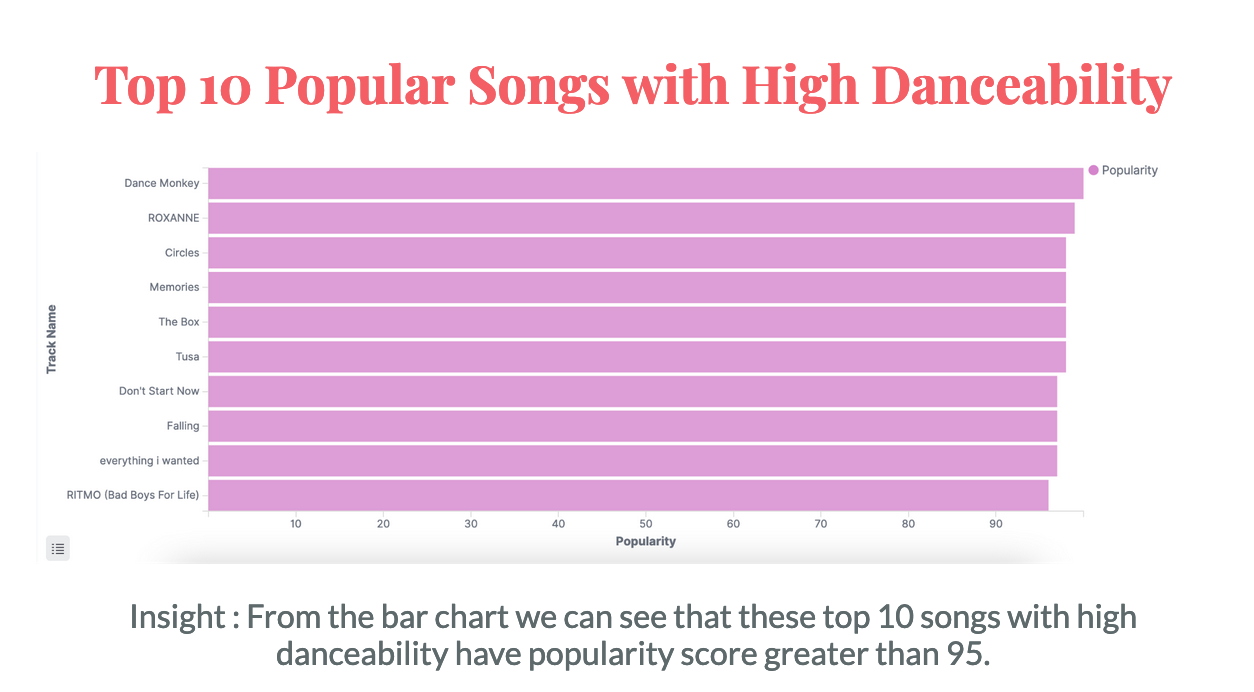 Top 10 Popular Songs with High Danceability
Popularity
Dance Monkey
ROXANNE
Circles
Memories
The Box
Tusa
Don't Start Now
Falling
everything i wanted
RITMO (Bad Boys For Life)
Track Name
10 20 30 40 50 60 70 80 90
Popularity
Insight : From the bar chart we can see that these top 10 songs with high
danceability have popularity score greater than 95.